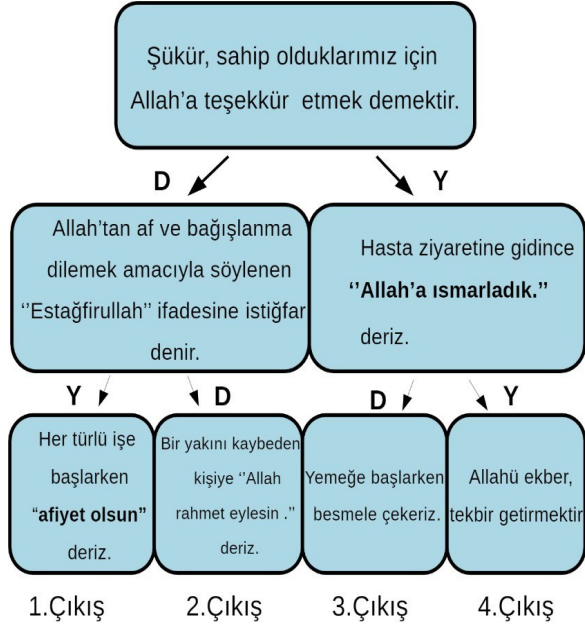 Şükür, sahip olduklarımız için
Allah’a teşekkür etmek demektir.
D
Y
Allah’tan af ve bağışlanma
dilemek amacıyla söylenen
‘‘Estağfirullah’’ ifadesine istiğfar
denir.
Hasta ziyaretine gidince
‘‘Allah’a ısmarladık.’’
deriz.
Y
D
D
Y
Her türlü işe
başlarken
“afiyet olsun”
deriz.
Bir yakını kaybeden
kişiye ‘‘Allah
rahmet eylesin .’’
deriz.
Yemeğe başlarken
besmele çekeriz.
Allahü ekber,
tekbir getirmektir
1.Çıkış
2.Çıkış
3.Çıkış
4.Çıkış